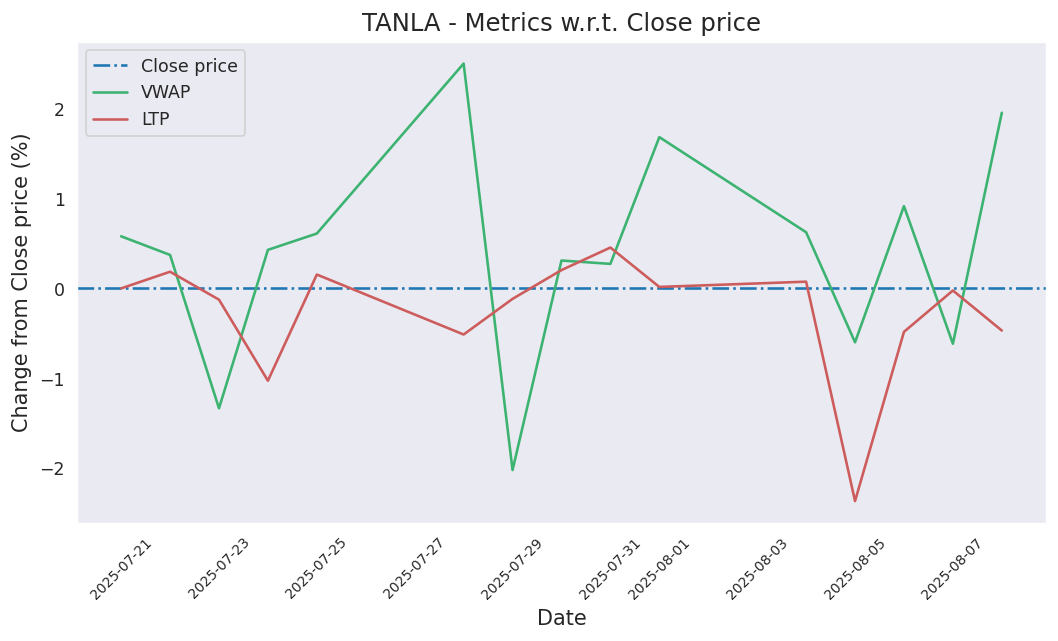 TANLA - Metrics w.r.t. Close price
Close price
VWAP
LTP
Change from Close price (%)
2
1
0
−1
−2
2025-07-21
2025-07-23
2025-07-25
2025-07-27
2025-07-29
2025-07-31
2025-08-01
2025-08-03
2025-08-05
2025-08-07
Date